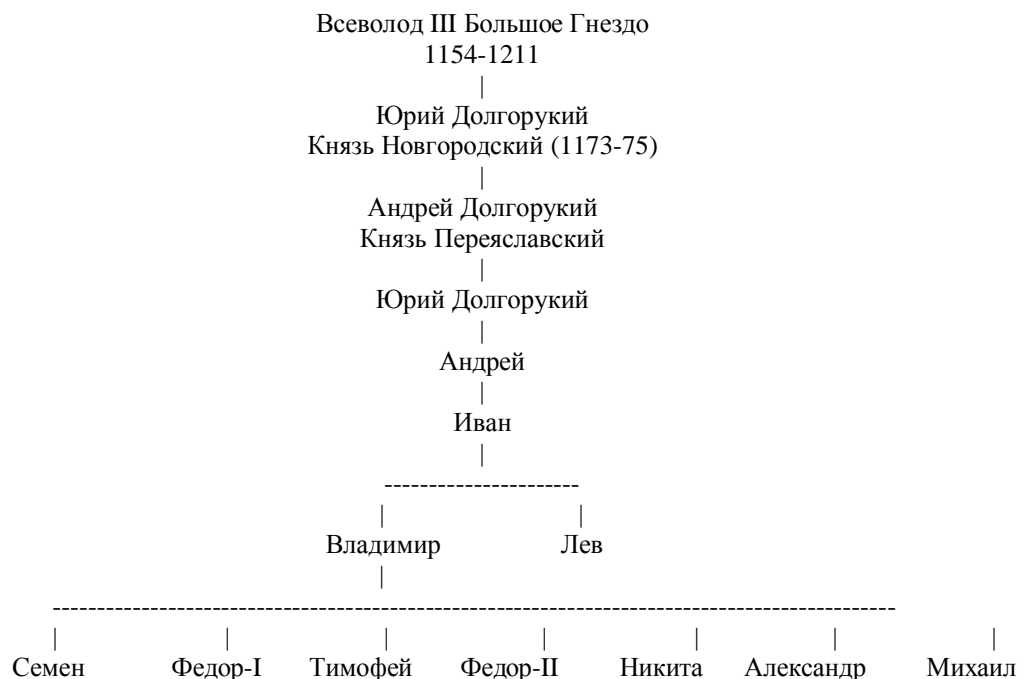 Всеволод III Большое Гнездо
1154-1211
Юрий Долгорукий
Князь Новгородский (1173-75)
Андрей Долгорукий
Князь Переяславский
Юрий Долгорукий
Андрей
Иван
Владимир Лев
Семен Федор-I Тимофей Федор-II Никита Александр Михаил